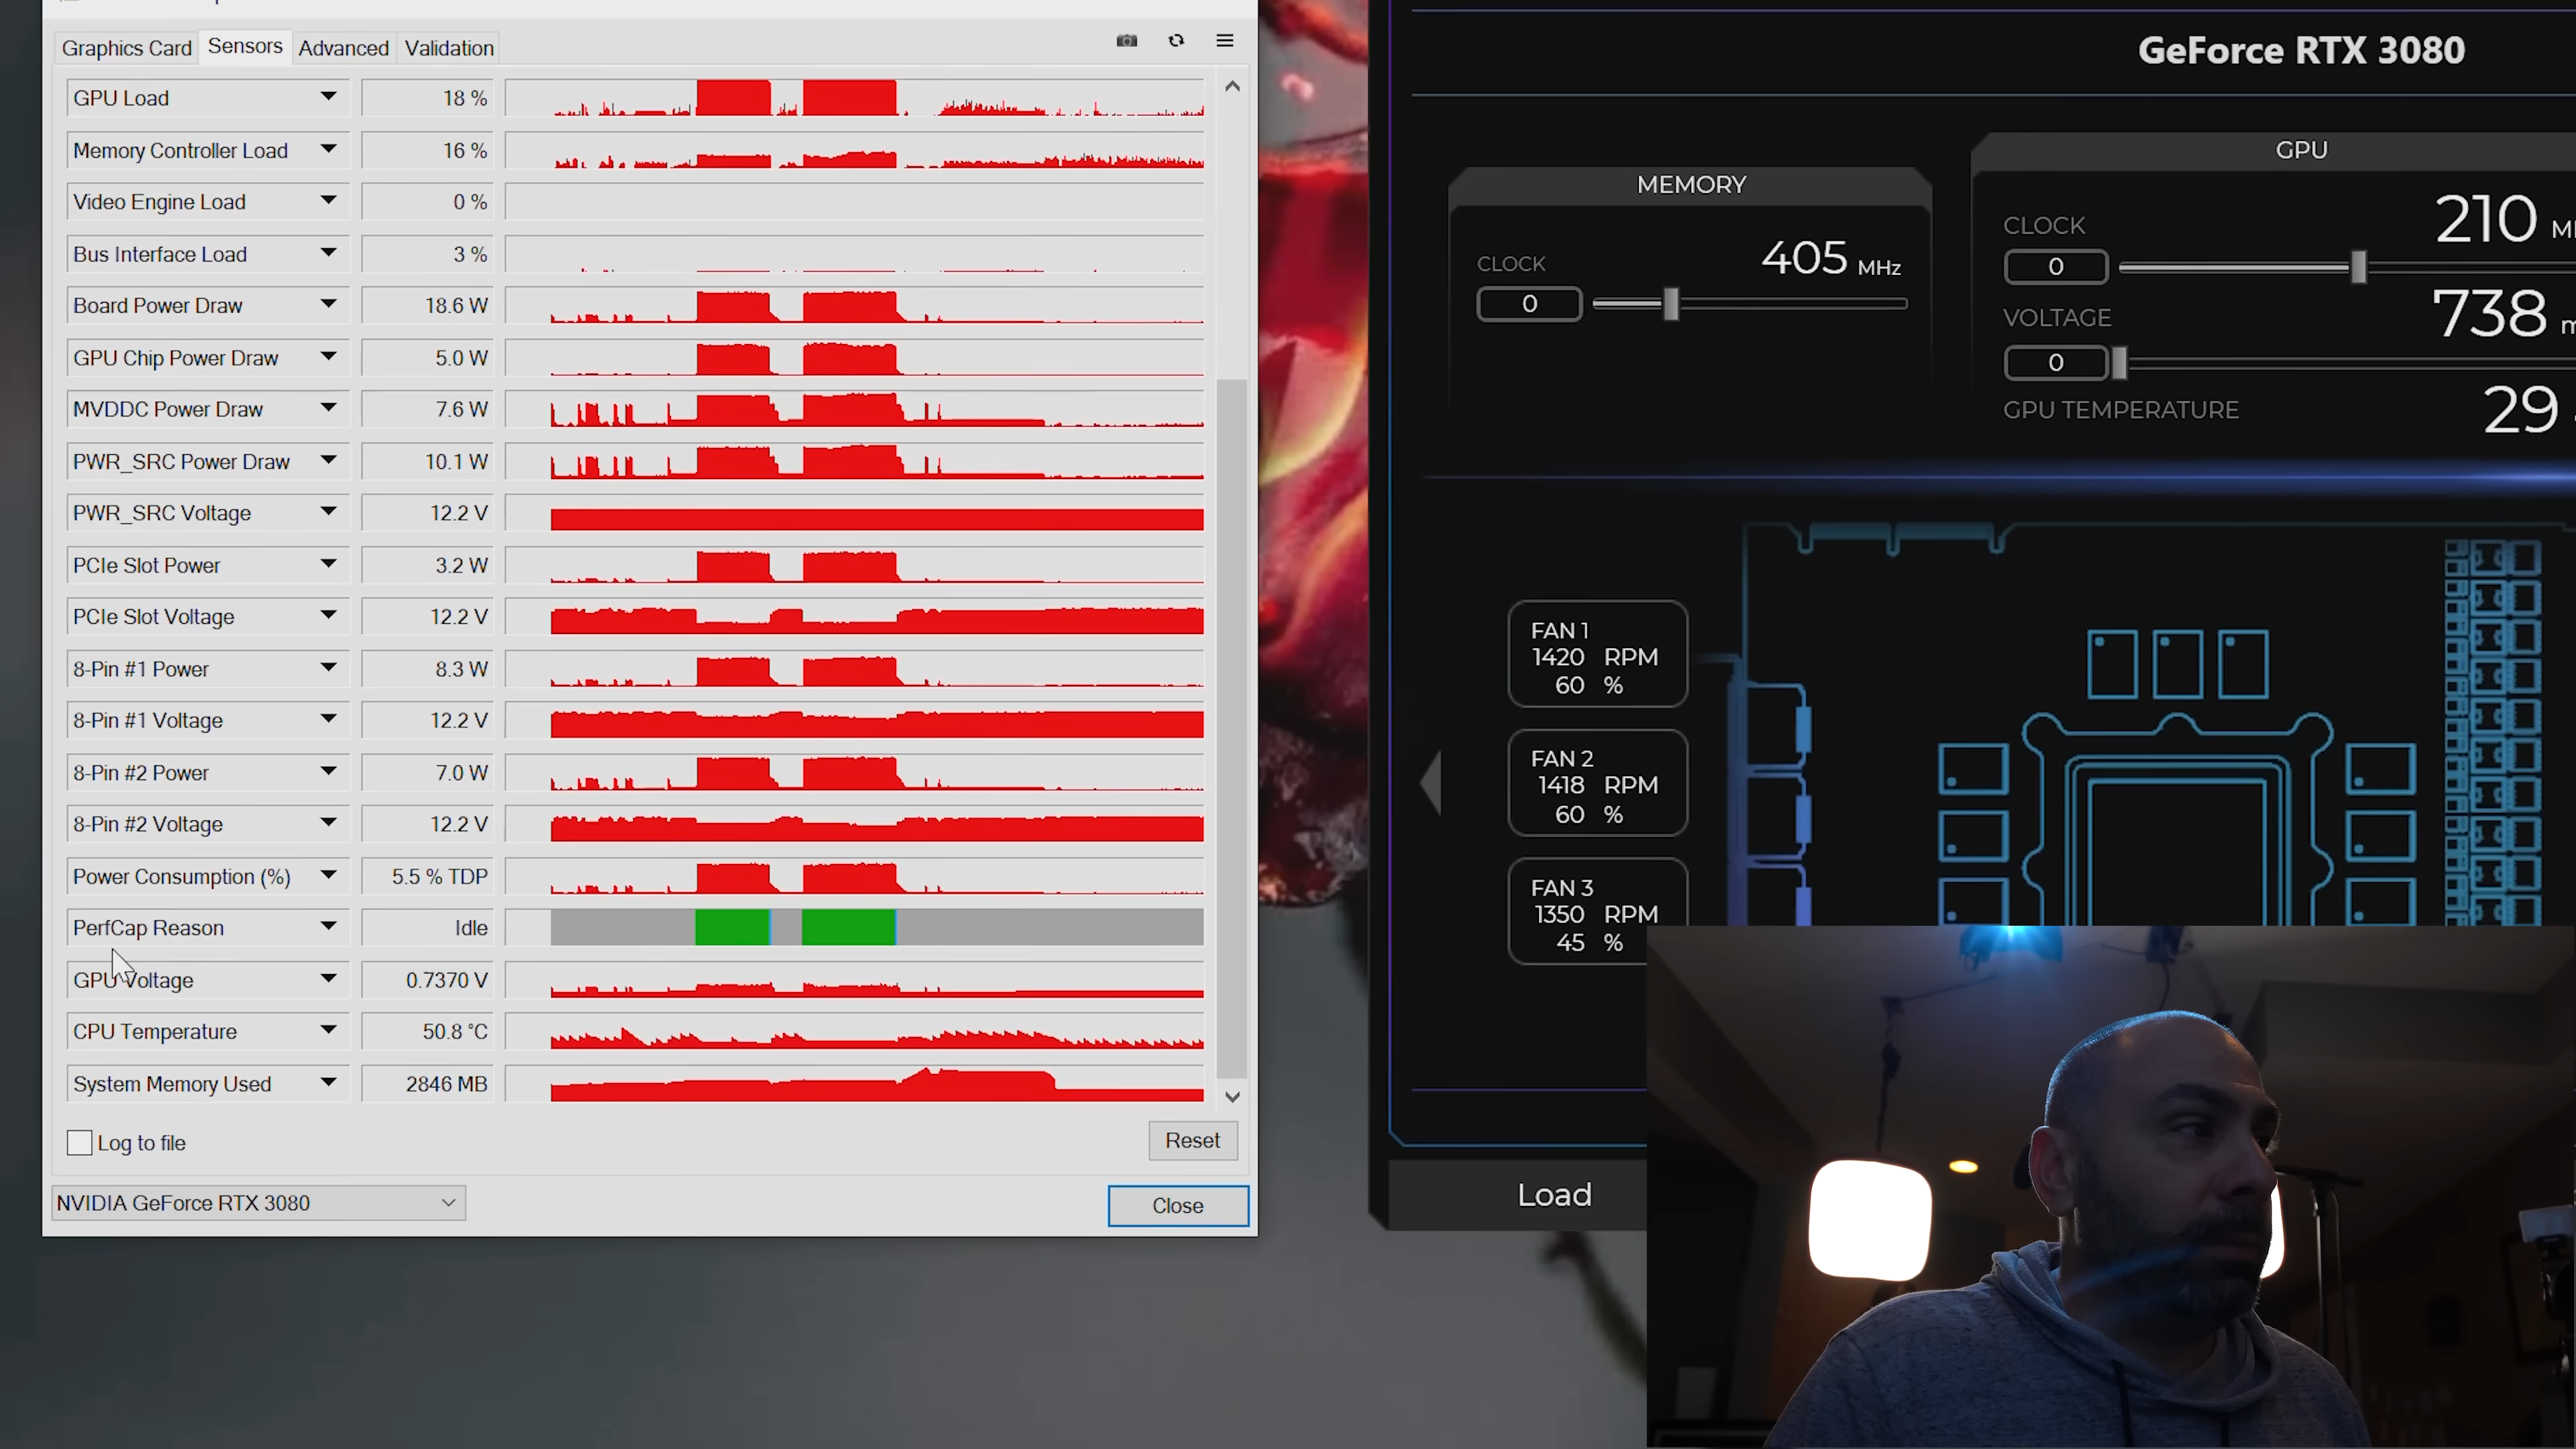 Graphics Card Sensors Advanced Validation
GPU Load 18 %
Memory Controller Load 16 %
Video Engine Load 0 %
Bus Interface Load 3 %
Board Power Draw 18.6 W
GPU Chip Power Draw 5.0 W
MVDDC Power Draw 7.6 W
PWR_SRC Power Draw 10.1 W
PWR_SRC Voltage 12.2 V
PCIe Slot Power 3.2 W
PCIe Slot Voltage 12.2 V
8-Pin #1 Power 8.3 W
8-Pin #1 Voltage 12.2 V
8-Pin #2 Power 7.0 W
8-Pin #2 Voltage 12.2 V
Power Consumption (%) 5.5 % TDP
PerfCap Reason Idle
GPU Voltage 0.7370 V
CPU Temperature 50.8 °C
System Memory Used 2846 MB
Log to file
Reset
NVIDIA GeForce RTX 3080
Close
GeForce RTX 3080
MEMORY
CLOCK 405 MHz
0
GPU
CLOCK 210
0
VOLTAGE 738
0
GPU TEMPERATURE 29
FAN 1
1420 RPM
60 %
FAN 2
1418 RPM
60 %
FAN 3
1350 RPM
45 %
Load